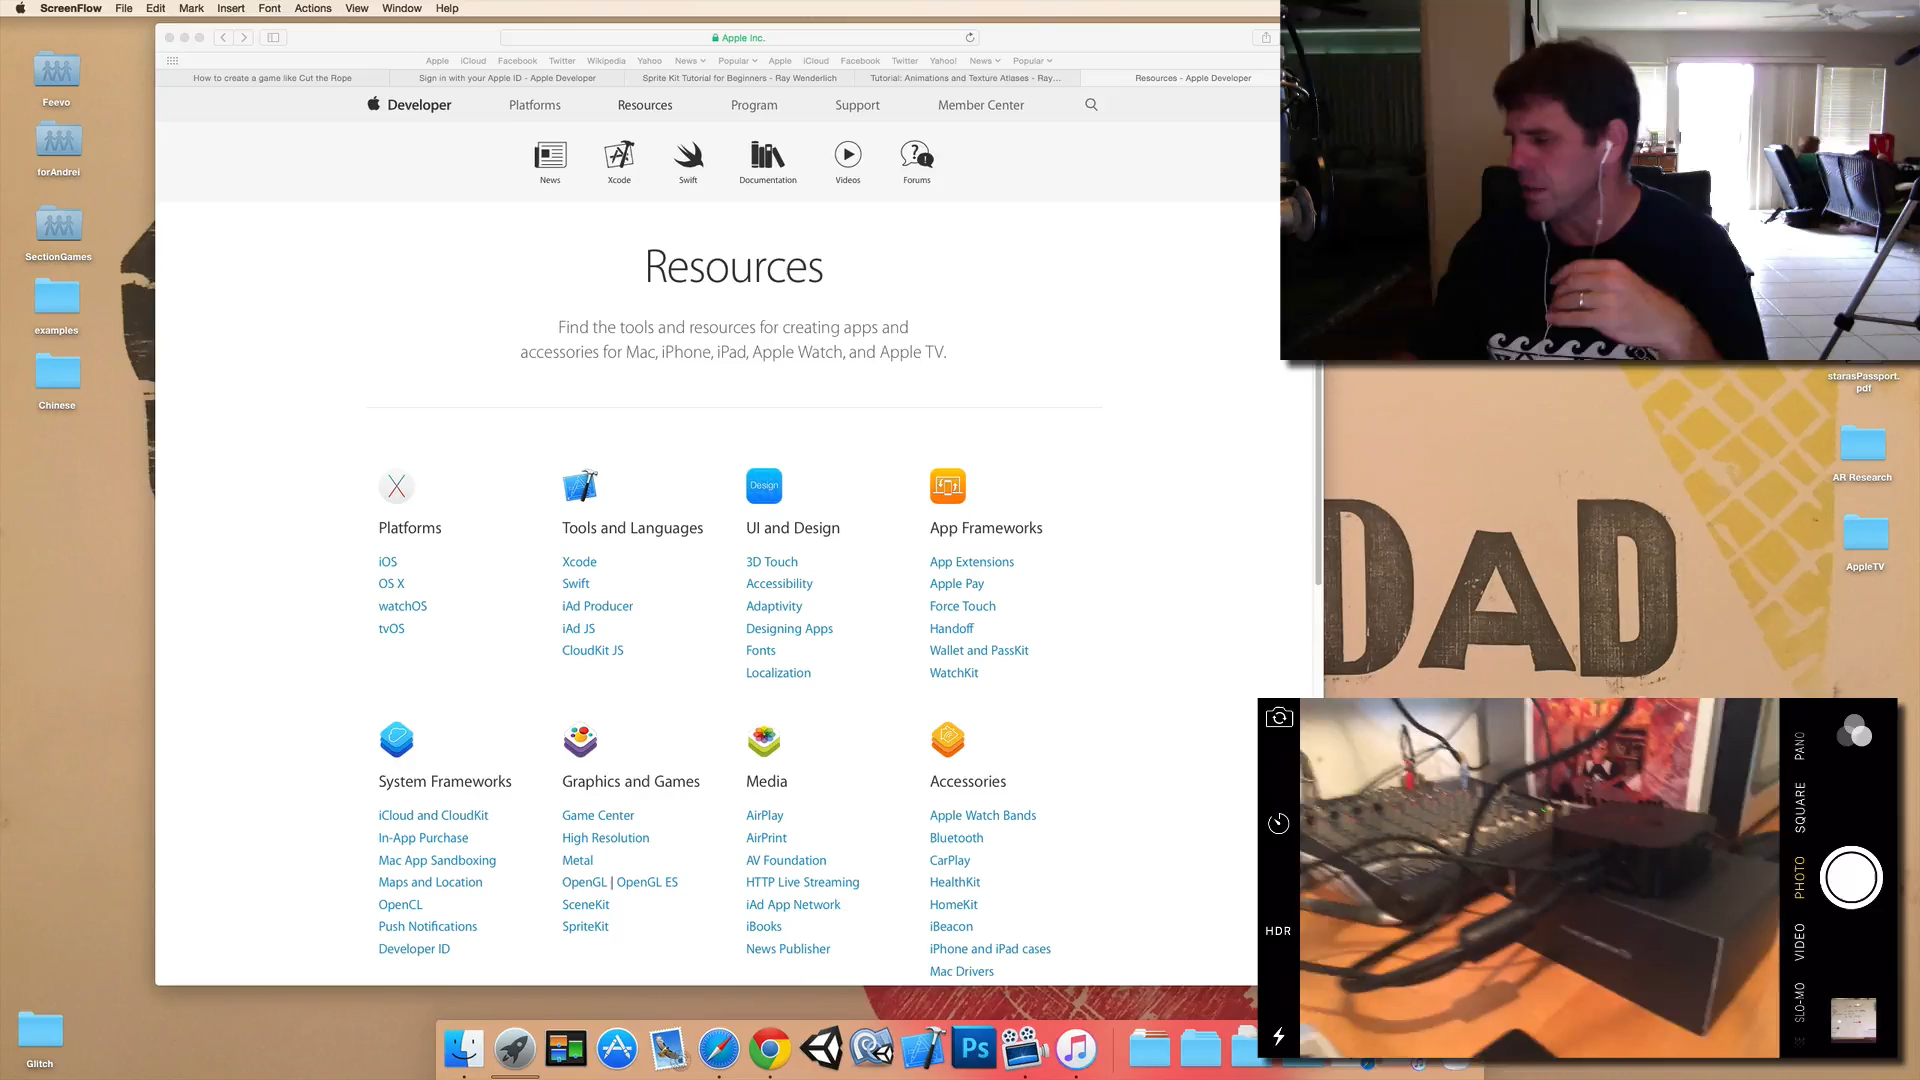 ScreenFlow File Edit Mark Insert Font Actions View Window Help
Apple Inc.
Apple iCloud Facebook Twitter Wikipedia Yahoo News Popular Apple iCloud Facebook Twitter Yahoo! News Popular
How to create a game like Cut the Rope
Sign in with your Apple ID - Apple Developer
Sprite Kit Tutorial for Beginners - Ray Wenderlich
Tutorial: Animations and Texture Atlases - Ray...
Resources - Apple Developer
Developer Platforms Resources Program Support Member Center
News Xcode Swift Documentation Videos Forums
Resources
Find the tools and resources for creating apps and
accessories for Mac, iPhone, iPad, Apple Watch, and Apple TV.
Design
Platforms
iOS
OS X
watchOS
tvOS
Tools and Languages
Xcode
Swift
iAd Producer
iAd JS
CloudKit JS
UI and Design
3D Touch
Accessibility
Adaptivity
Designing Apps
Fonts
Localization
App Frameworks
App Extensions
Apple Pay
Force Touch
Handoff
Wallet and PassKit
WatchKit
System Frameworks
iCloud and CloudKit
In-App Purchase
Mac App Sandboxing
Maps and Location
OpenCL
Push Notifications
Developer ID
Graphics and Games
Game Center
High Resolution
Metal
OpenGL | OpenGL ES
SceneKit
SpriteKit
Media
AirPlay
AirPrint
AV Foundation
HTTP Live Streaming
iAd App Network
iBooks
News Publisher
Accessories
Apple Watch Bands
Bluetooth
CarPlay
HealthKit
HomeKit
iBeacon
iPhone and iPad cases
Mac Drivers
Feevo
forAndrei
SectionGames
examples
Chinese
Glitch
starasPassport.
pdf
AR Research
AppleTV
DAD
HDR
PANO
SQUARE
PHOTO
VIDEO
SLO-MO
Ps